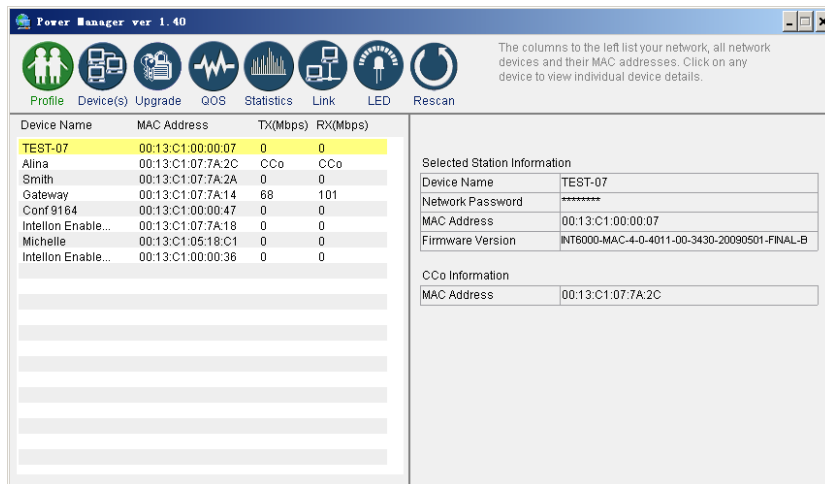 Power Manager ver 1.40
The columns to the left list your network, all network
devices and their MAC addresses. Click on any
device to view individual device details.
Profile Device(s) Upgrade QOS Statistics Link LED Rescan
Device Name MAC Address TX(Mbps) RX(Mbps)
TEST-07 00:13:C1:00:00:07 0 0
Alina 00:13:C1:07:7A:2C CCo CCo
Smith 00:13:C1:07:7A:2A 0 0
Gateway 00:13:C1:07:7A:14 68 101
Conf 9164 00:13:C1:00:00:47 0 0
Intellon Enable... 00:13:C1:07:7A:18 0 0
Michelle 00:13:C1:05:18:C1 0 0
Intellon Enable... 00:13:C1:00:00:36 0 0
Selected Station Information
Device Name TEST-07
Network Password ********
MAC Address 00:13:C1:00:00:07
Firmware Version INT6000-MAC-4-0-4011-00-3430-20090501-FINAL-B
CCo Information
MAC Address 00:13:C1:07:7A:2C